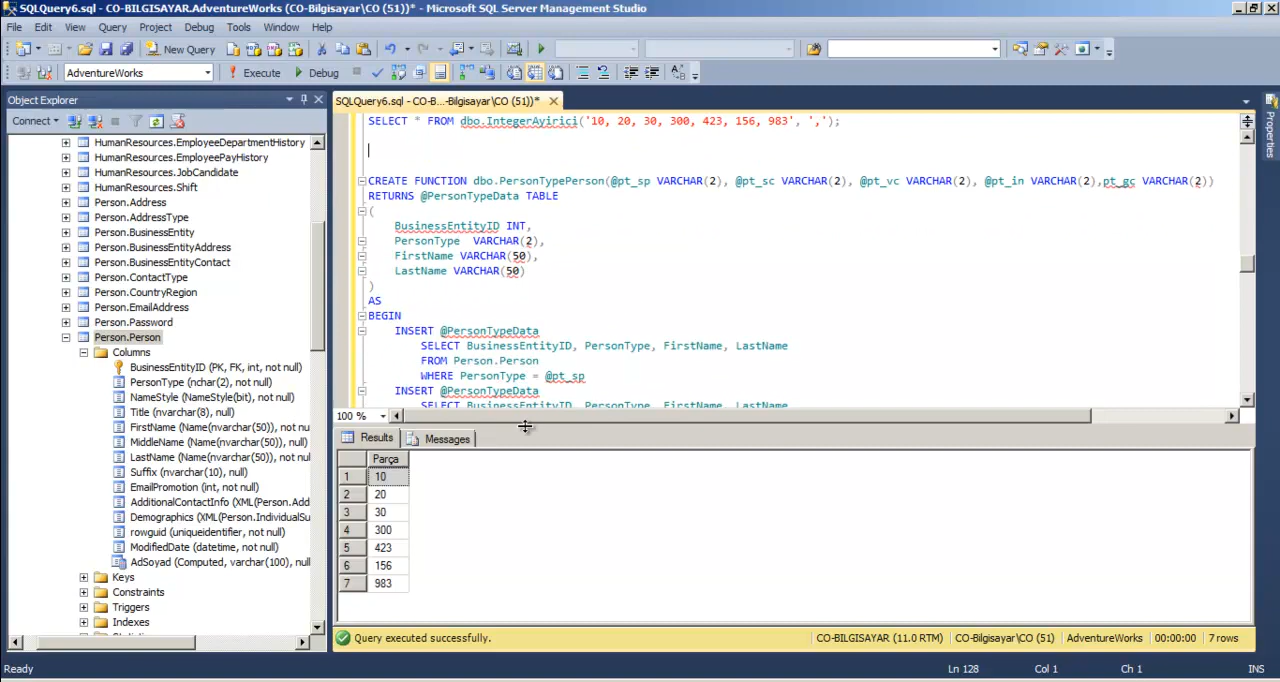 SQLQuery6.sql - CO-BILGISAYAR.AdventureWorks (CO-Bilgisayar\CO (51))* - Microsoft SQL Server Management Studio
File Edit View Query Project Debug Tools Window Help
New Query
AdventureWorks Execute Debug
Object Explorer
Connect
HumanResources.EmployeeDepartmentHistory
HumanResources.EmployeePayHistory
HumanResources.JobCandidate
HumanResources.Shift
Person.Address
Person.AddressType
Person.BusinessEntity
Person.BusinessEntityAddress
Person.BusinessEntityContact
Person.ContactType
Person.CountryRegion
Person.EmailAddress
Person.Password
Person.Person
Columns
BusinessEntityID (PK, FK, int, not null)
PersonType (nchar(2), not null)
NameStyle (NameStyle(bit), not null)
Title (nvarchar(8), null)
FirstName (Name(nvarchar(50)), not null)
MiddleName (Name(nvarchar(50)), null)
LastName (Name(nvarchar(50)), not null)
Suffix (nvarchar(10), null)
EmailPromotion (int, not null)
AdditionalContactInfo (XML(Person.Add
Demographics (XML(Person.IndividualSu
rowguid (uniqueidentifier, not null)
ModifiedDate (datetime, not null)
AdSoyad (Computed, varchar(100), null
Keys
Constraints
Triggers
Indexes
SQLQuery6.sql - CO-B...-Bilgisayar\CO (51))*
SELECT * FROM dbo.IntegerAyirici('10, 20, 30, 300, 423, 156, 983', ',');
CREATE FUNCTION dbo.PersonTypePerson(@pt_sp VARCHAR(2), @pt_sc VARCHAR(2), @pt_vc VARCHAR(2), @pt_in VARCHAR(2),pt_gc VARCHAR(2))
RETURNS @PersonTypeData TABLE
(
BusinessEntityID INT,
PersonType VARCHAR(2),
FirstName VARCHAR(50),
LastName VARCHAR(50)
)
AS
BEGIN
INSERT @PersonTypeData
SELECT BusinessEntityID, PersonType, FirstName, LastName
FROM Person.Person
WHERE PersonType = @pt_sp
INSERT @PersonTypeData
SELECT BusinessEntityID, PersonType, FirstName, LastName
100 %
Results Messages
Parça
1 10
2 20
3 30
4 300
5 423
6 156
7 983
Query executed successfully. CO-BILGISAYAR (11.0 RTM) CO-Bilgisayar\CO (51) AdventureWorks 00:00:00 7 rows
Properties
Ready Ln 128 Col 1 Ch 1 INS